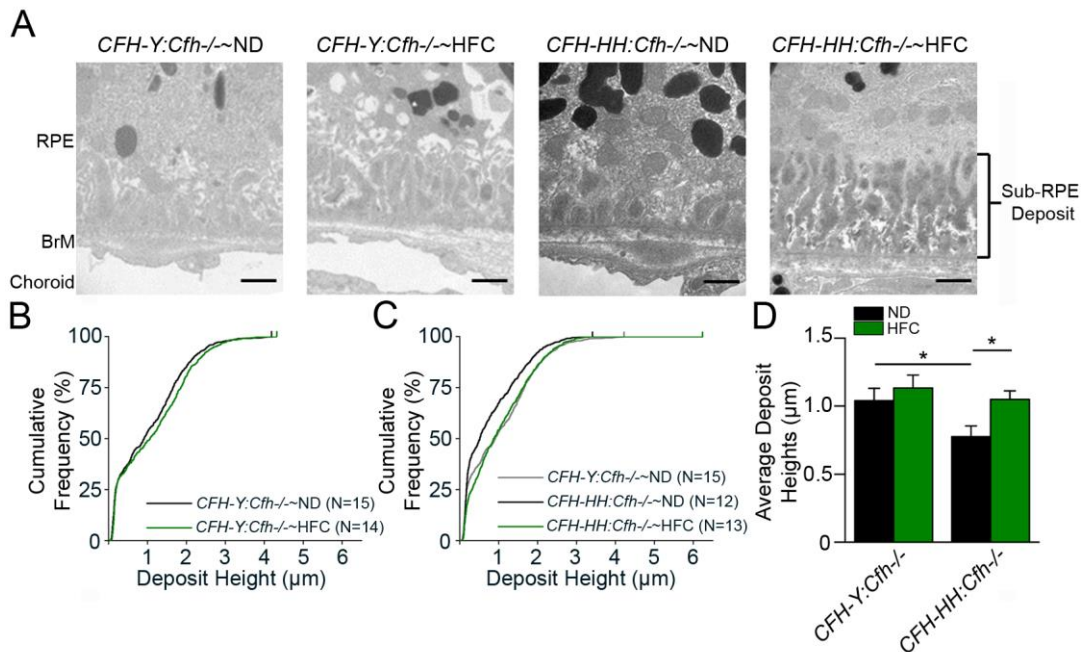 A
CFH-Y:Cfh-/-~ND
CFH-Y:Cfh-/-~HFC
CFH-HH:Cfh-/-~ND
CFH-HH:Cfh-/-~HFC
RPE
BrM
Choroid
Sub-RPE
Deposit
B
Cumulative
Frequency (%)
100
75
50
25
0
CFH-Y:Cfh-/-~ND (N=15)
CFH-Y:Cfh-/-~HFC (N=14)
1 2 3 4 5 6
Deposit Height (µm)
C
Cumulative
Frequency (%)
100
75
50
25
0
CFH-Y:Cfh-/-~ND (N=15)
CFH-HH:Cfh-/-~ND (N=12)
CFH-HH:Cfh-/-~HFC (N=13)
1 2 3 4 5 6
Deposit Height (µm)
D
ND
HFC
Average Deposit
Heights (µm)
1.5
1.0
0.5
0
* *
CFH-Y:Cfh-/-
CFH-HH:Cfh-/-